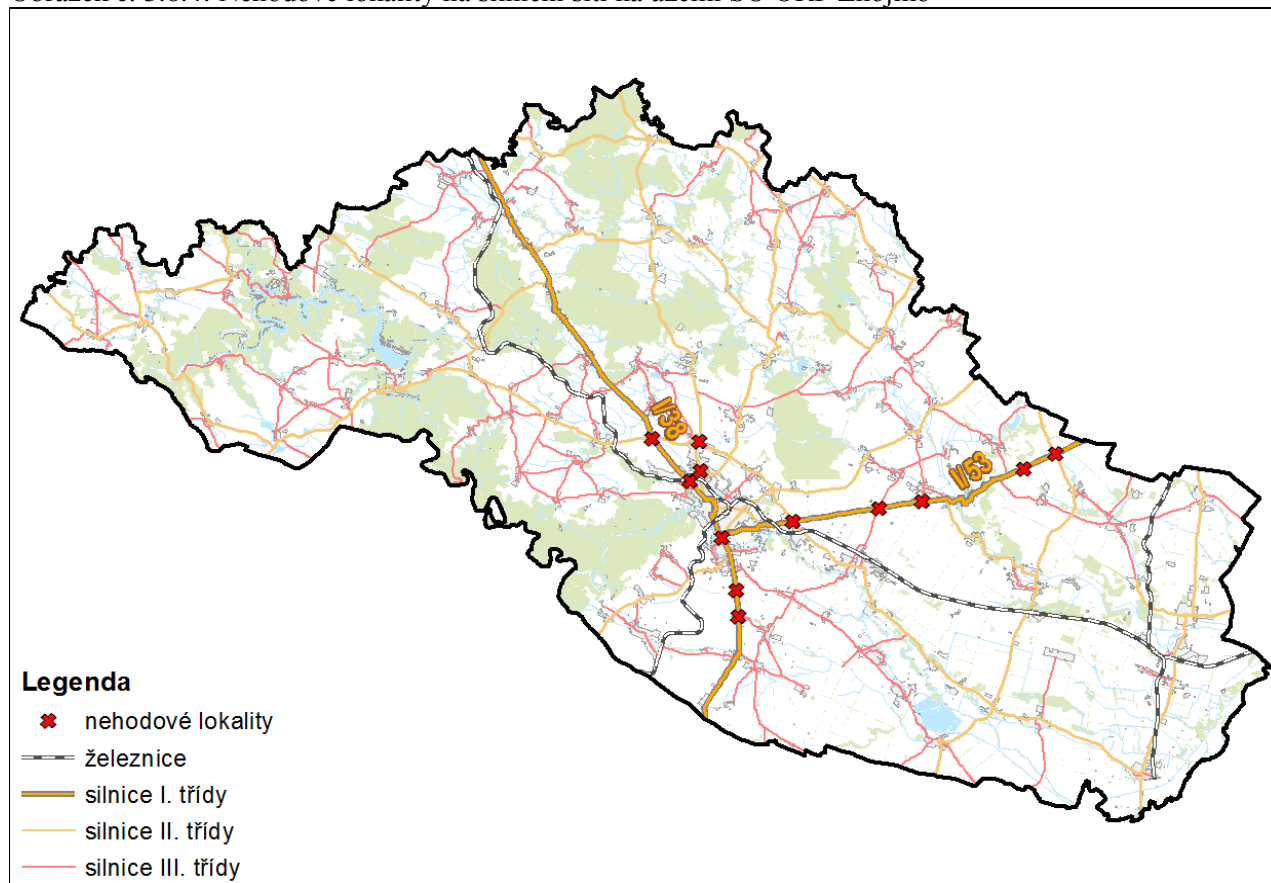 I/38
I/53
Legenda
nehodové lokality
železnice
silnice I. třídy
silnice II. třídy
silnice III. třídy